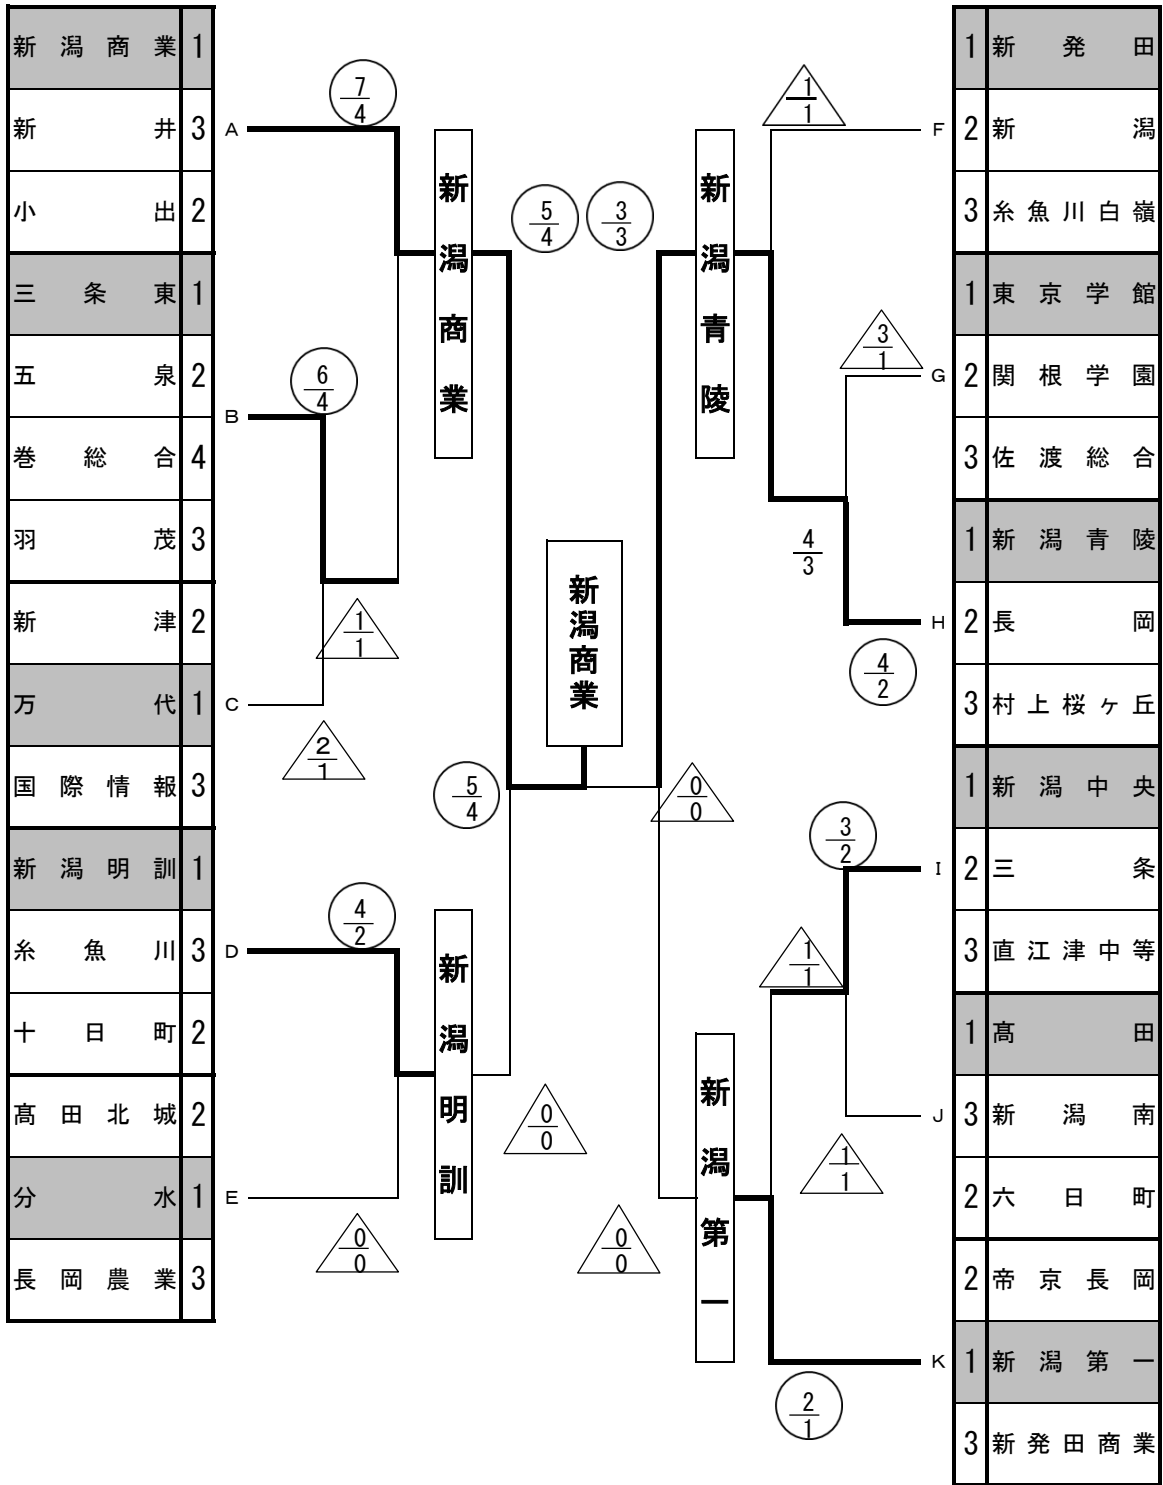 新潟商業 1
新井 3
小出 2
三条東 1
五泉 2
巻総合 4
羽茂 3
新津 2
万代 1
国際情報 3
新潟明訓 1
糸魚川 3
十日町 2
髙田北城 2
分水 1
長岡農業 3
A
B
C
D
E
7
4
6
4
1
1
2
1
4
2
0
0
新潟商業
新潟明訓
5
4
5
4
0
0
新潟商業
3
3
0
0
0
0
新潟青陵
新潟第一
1
1
3
1
4
3
4
2
3
2
1
1
1
1
2
1
F
G
H
I
J
K
1 新発田
2 新潟
3 糸魚川白嶺
1 東京学館
2 関根学園
3 佐渡総合
1 新潟青陵
2 長岡
3 村上桜ヶ丘
1 新潟中央
2 三条
3 直江津中等
1 髙田
3 新潟南
2 六日町
2 帝京長岡
1 新潟第一
3 新発田商業